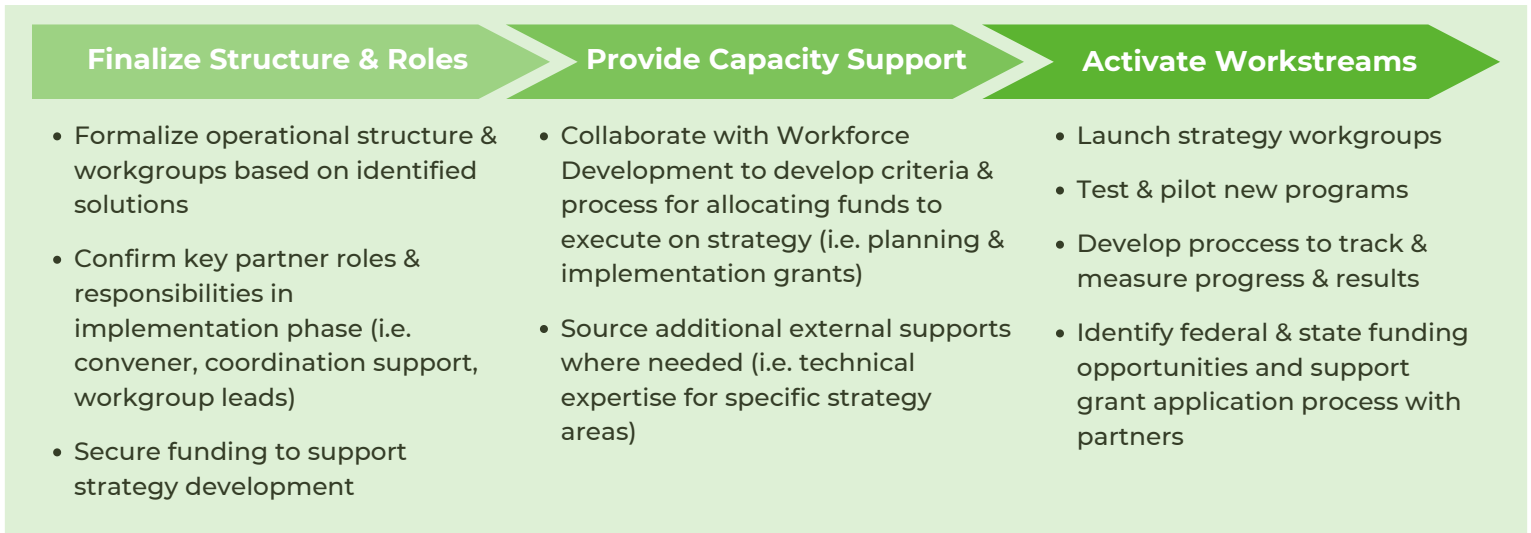 Finalize Structure & Roles
• Formalize operational structure &
workgroups based on identified
solutions
• Confirm key partner roles &
responsibilities in
implementation phase (i.e.
convener, coordination support,
workgroup leads)
• Secure funding to support
strategy development
Provide Capacity Support
• Collaborate with Workforce
Development to develop criteria &
process for allocating funds to
execute on strategy (i.e. planning &
implementation grants)
• Source additional external supports
where needed (i.e. technical
expertise for specific strategy
areas)
Activate Workstreams
• Launch strategy workgroups
• Test & pilot new programs
• Develop proccess to track &
measure progress & results
• Identify federal & state funding
opportunities and support
grant application process with
partners